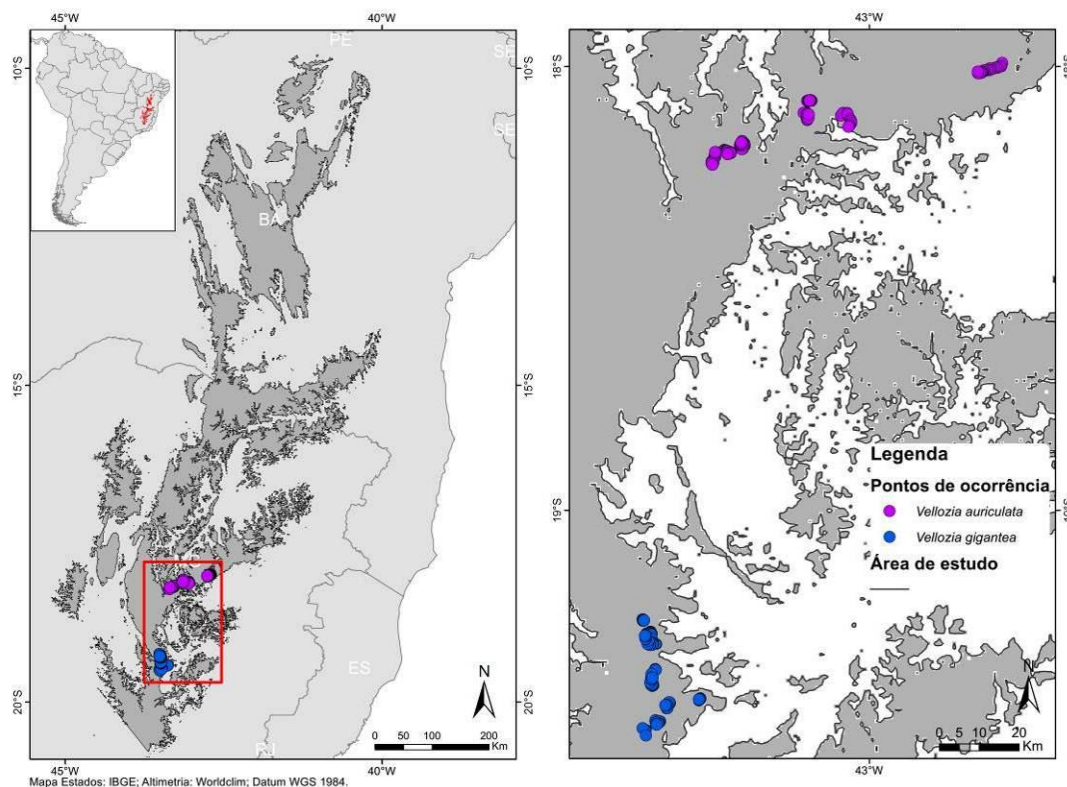 45°W 40°W
10°S
PE
SE
SE
BA
15°S 15°S
ES
20°S 20°S
RJ
N
0 50 100 200
Km
45°W 40°W
Mapa Estados: IBGE; Altimetria: Worldclim; Datum WGS 1984.
43°W
18°S 18°S
19°S
Legenda
Pontos de ocorrência
Vellozia auriculata
Vellozia gigantea
Área de estudo
N
0 5 10 20
Km
43°W